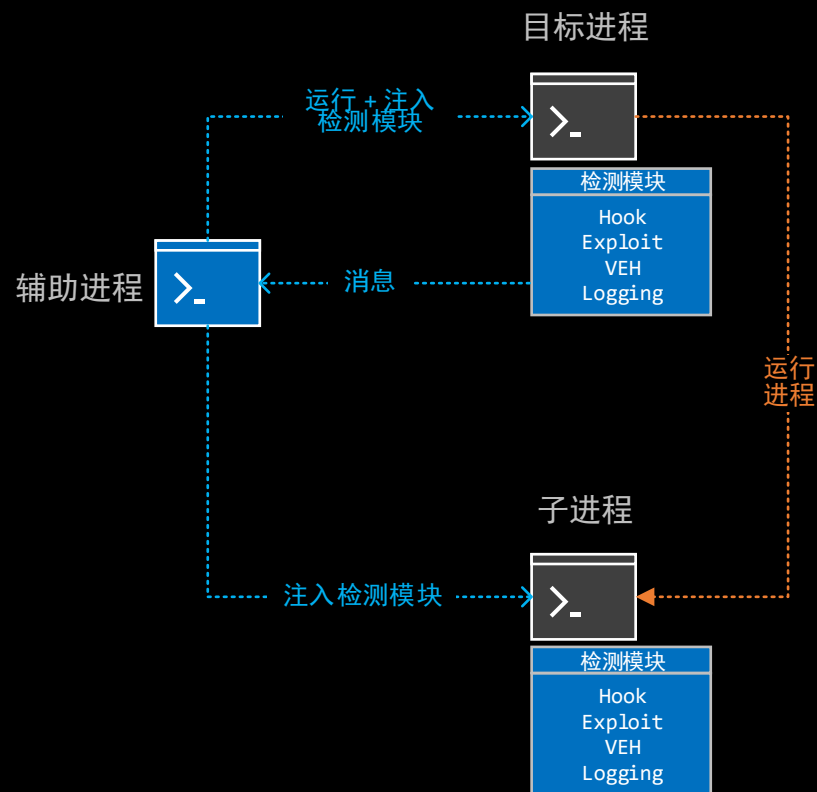 目标进程
运行 + 注入
检测模块
>_
检测模块
Hook
Exploit
VEH
Logging
辅助进程
>_
消息
运行
进程
子进程
注入检测模块
>_
检测模块
Hook
Exploit
VEH
Logging